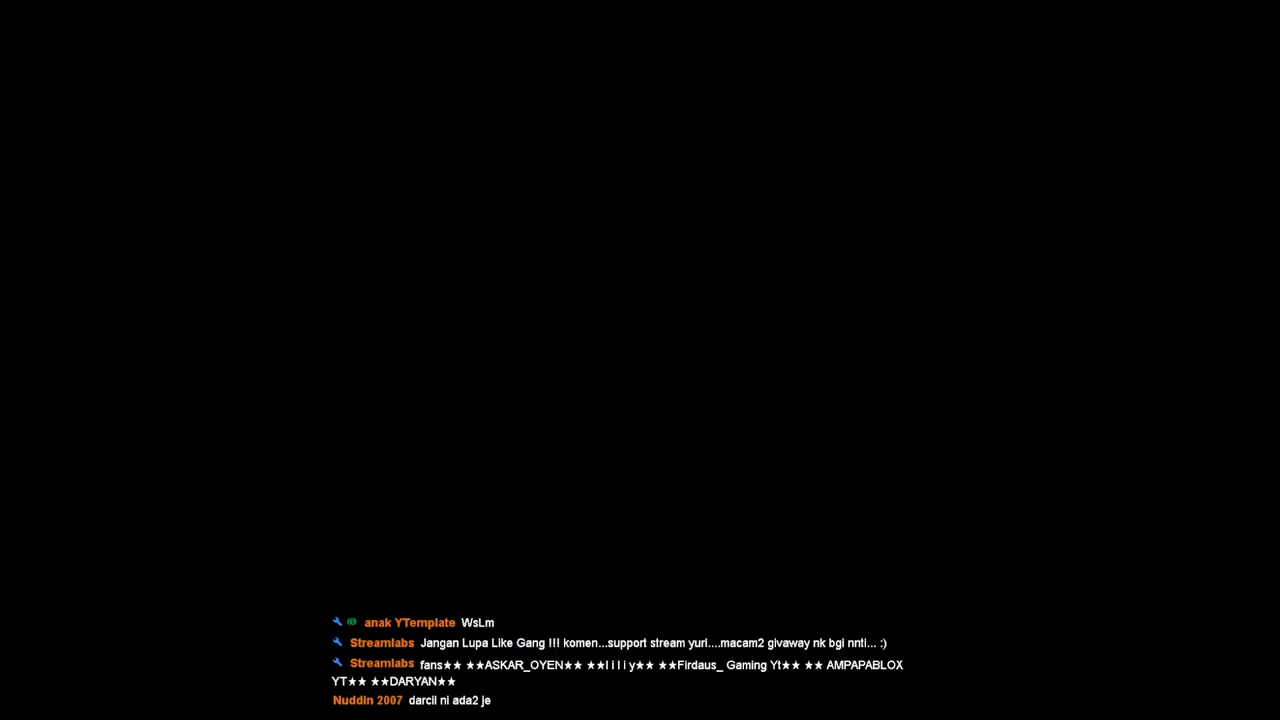 anak YTemplate WsLm
Streamlabs Jangan Lupa Like Gang !!! komen...support stream yuri....macam2 givaway nk bgi nnti... :)
Streamlabs fans★★ ★★ASKAR_OYEN★★ ★★l i l i y★★ ★★Firdaus_ Gaming Yt★★ ★★ AMPAPABLOX
YT★★ ★★DARYAN★★
Nuddin 2007 darcil ni ada2 je